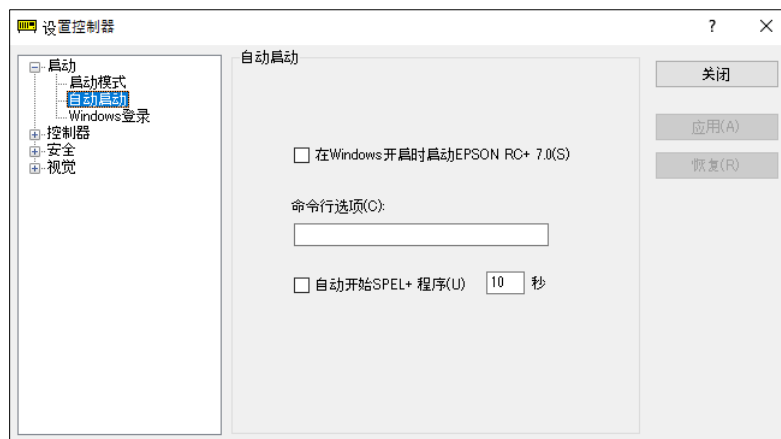 设置控制器
?
×
启动
启动模式
自动启动
Windows登录
控制器
安全
视觉
自动启动
在Windows开启时启动EPSON RC+ 7.0(S)
命令行选项(C):
自动开始SPEL+ 程序(U) 10 秒
关闭
应用(A)
恢复(R)